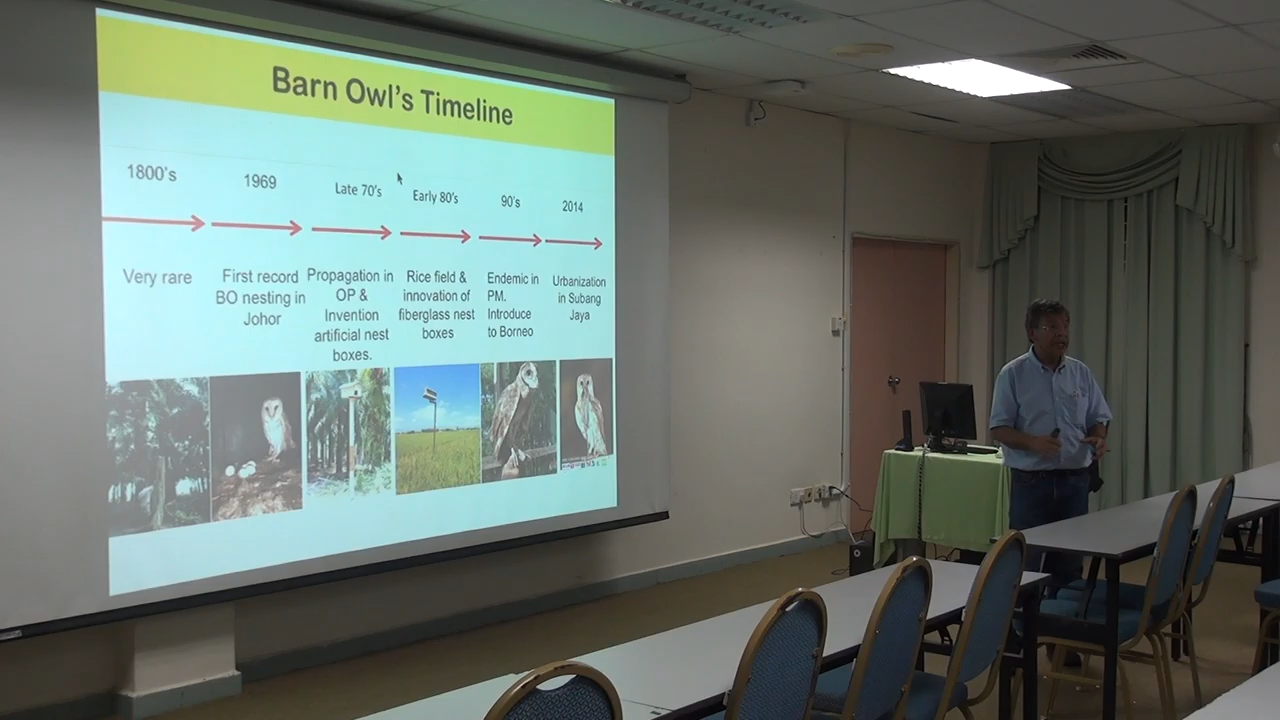 Barn Owl's Timeline
1800's
1969
Late 70's
Early 80's
90's
2014
Very rare
First record
BO nesting in
Johor
Propagation in
OP &
Invention
artificial nest
boxes.
Rice field &
innovation of
fiberglass nest
boxes
Endemic in
PM.
Introduce
to Borneo
Urbanization
in Subang
Jaya